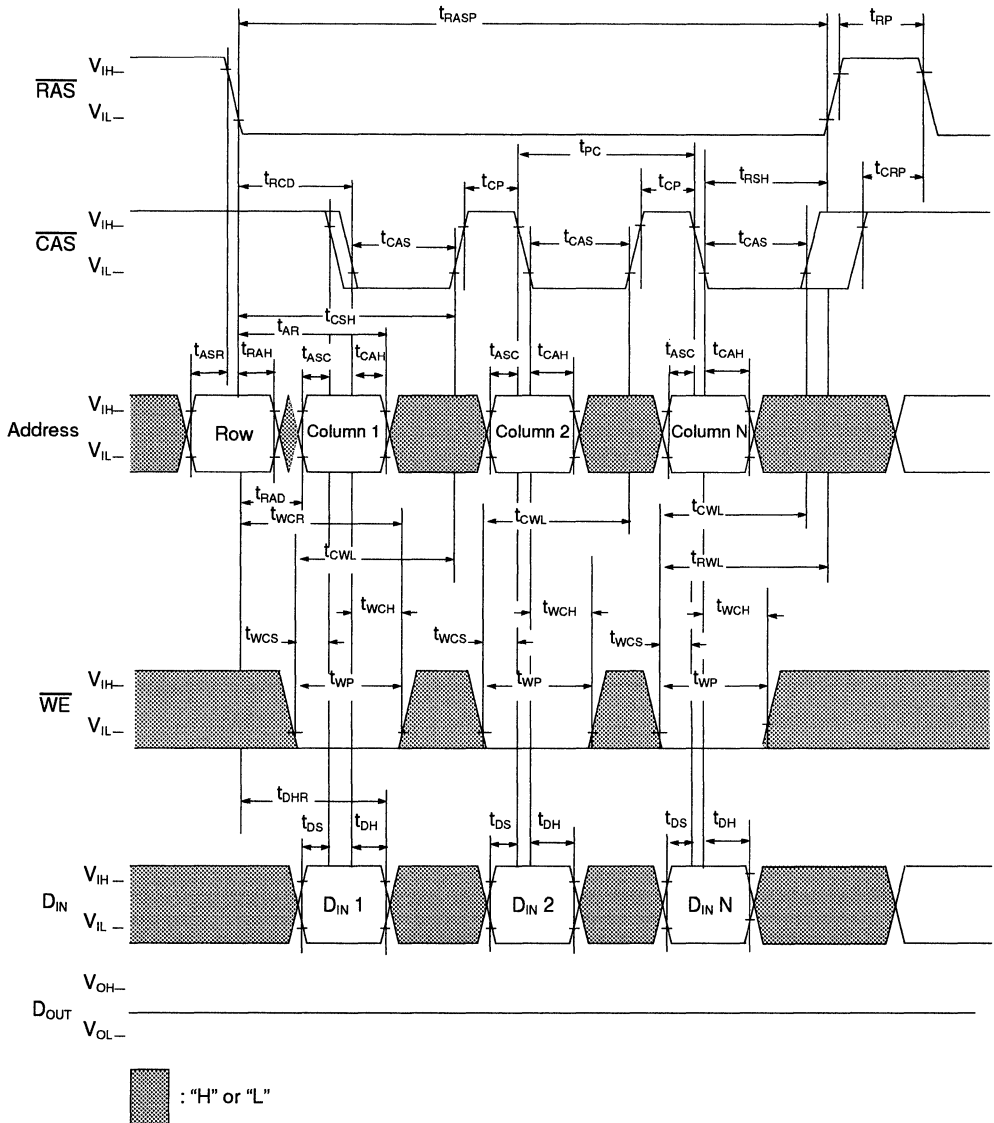 tRASP
tRP
RAS
VIH
VIL
tPC
tRCD
tCP
tCP
tRSH
tCRP
CAS
VIH
VIL
tCAS
tCAS
tCAS
tCSH
tAR
tASR
tRAH
tASC
tCAH
tASC
tCAH
tASC
tCAH
Address
VIH
VIL
Row
Column 1
Column 2
Column N
tRAD
tWCR
tCWL
tCWL
tCWL
tRWL
tWCH
tWCH
tWCH
tWCS
tWCS
tWCS
WE
VIH
VIL
tWP
tWP
tWP
tDHR
tDS
tDH
tDS
tDH
tDS
tDH
DIN
VIH
VIL
DIN 1
DIN 2
DIN N
DOUT
VOH
VOL
: “H” or “L”